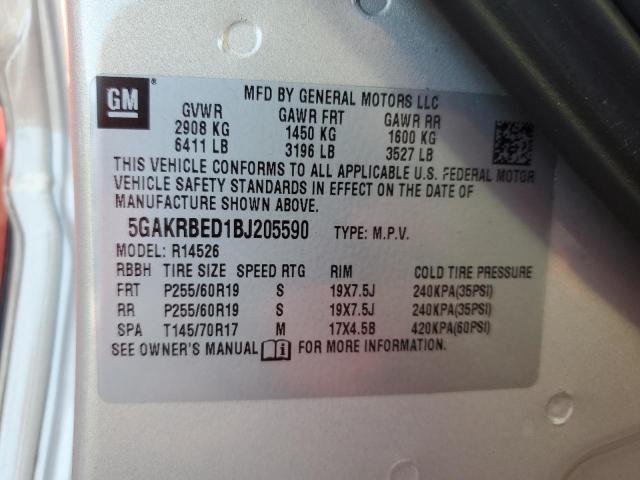 GM
MFD BY GENERAL MOTORS LLC
GVWR GAWR FRT GAWR RR
2908 KG 1450 KG 1600 KG
6411 LB 3196 LB 3527 LB
THIS VEHICLE CONFORMS TO ALL APPLICABLE U.S. FEDERAL MOTOR
VEHICLE SAFETY STANDARDS IN EFFECT ON THE DATE OF
MANUFACTURE SHOWN ABOVE.
5GAKRBED1BJ205590 TYPE: M.P.V.
MODEL: R14526
RBBH TIRE SIZE SPEED RTG RIM COLD TIRE PRESSURE
FRT P255/60R19 S 19X7.5J 240KPA(35PSI)
RR P255/60R19 S 19X7.5J 240KPA(35PSI)
SPA T145/70R17 M 17X4.5B 420KPA(60PSI)
SEE OWNER'S MANUAL i FOR MORE INFORMATION.